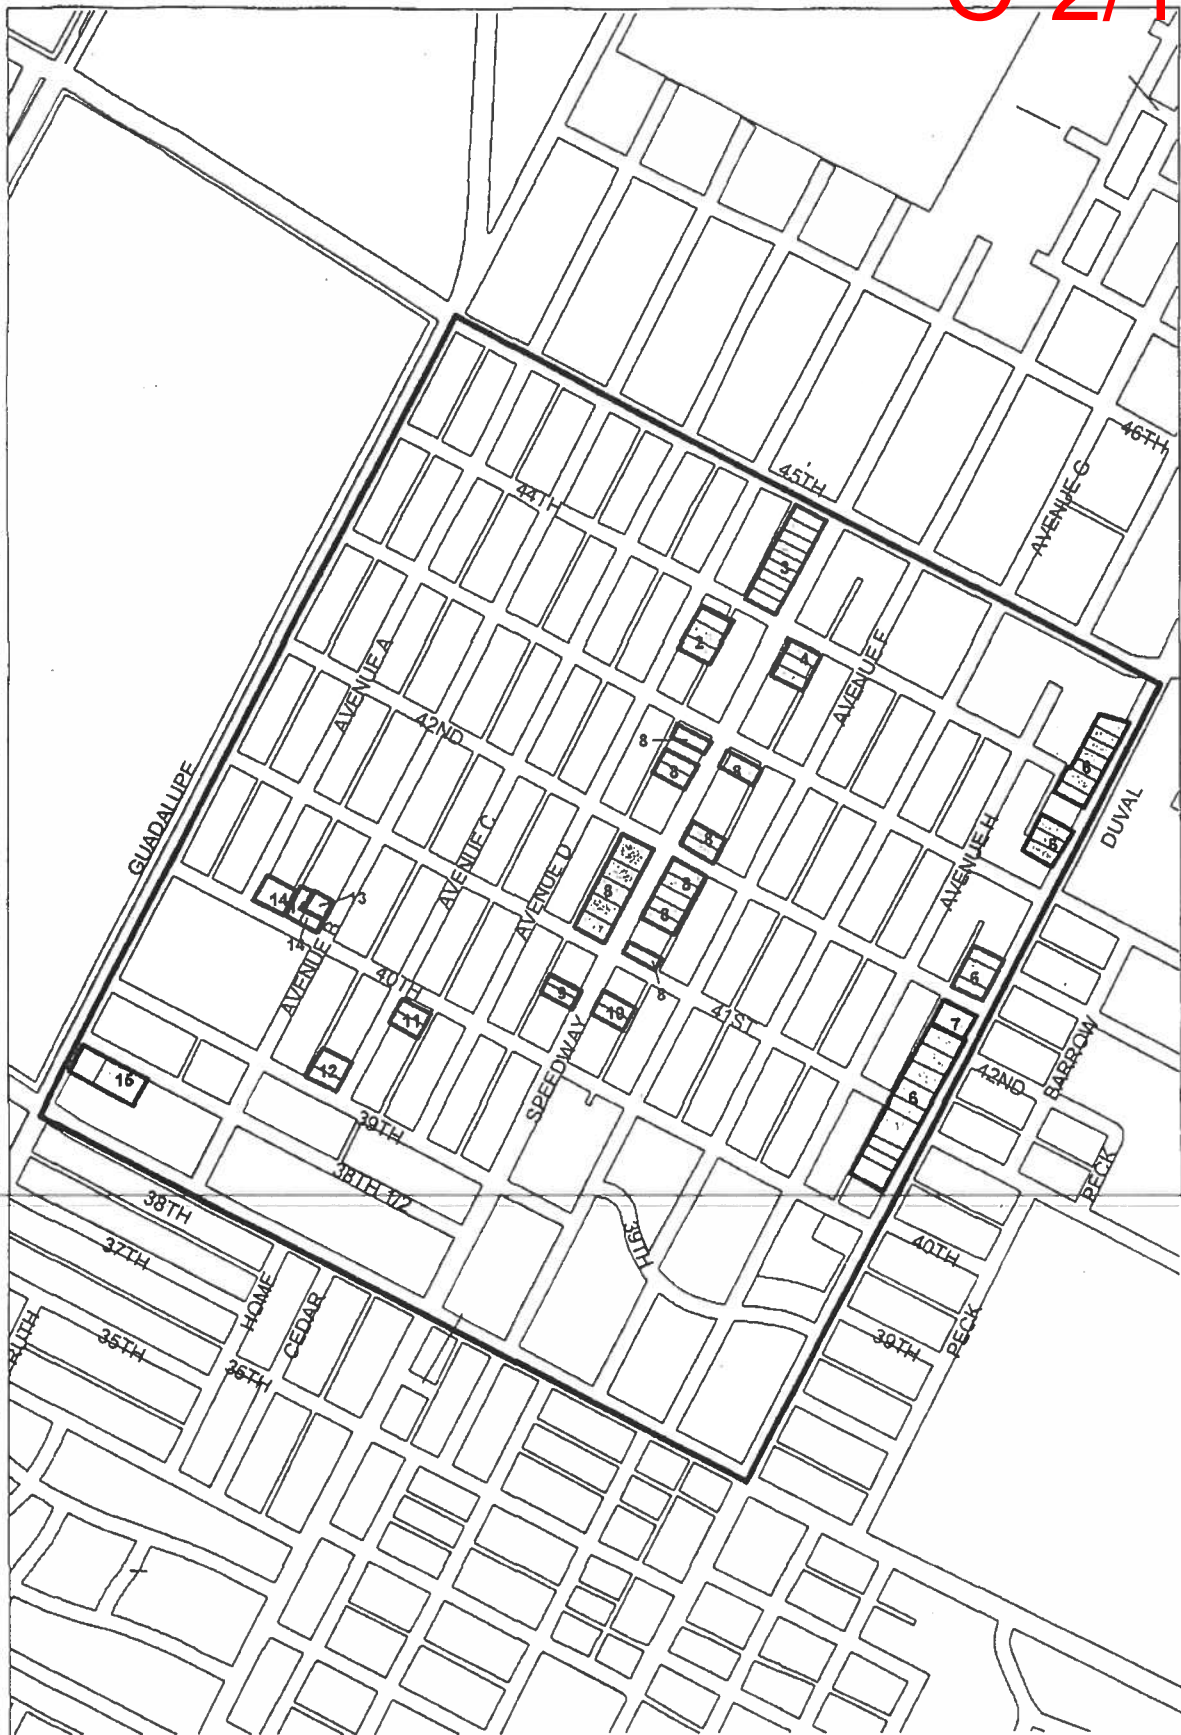 C 2/1
46TH
45TH
AVENUE G
44TH
3
AVENUE F
4
AVENUE A
42ND
8
8
8
6
GUADALUPE
DUVAL
8
6
AVENUE C
AVENUE D
AVENUE H
8
8
8
14
13
14
AVENUE B
40TH
6
9
8
10
11
41ST
7
SPEEDWAY
BARROW
42ND
12
15
6
39TH
38TH 1/2
PECK
38TH
39TH
40TH
37TH
HOME
CEDAR
PECK
39TH
35TH
36TH